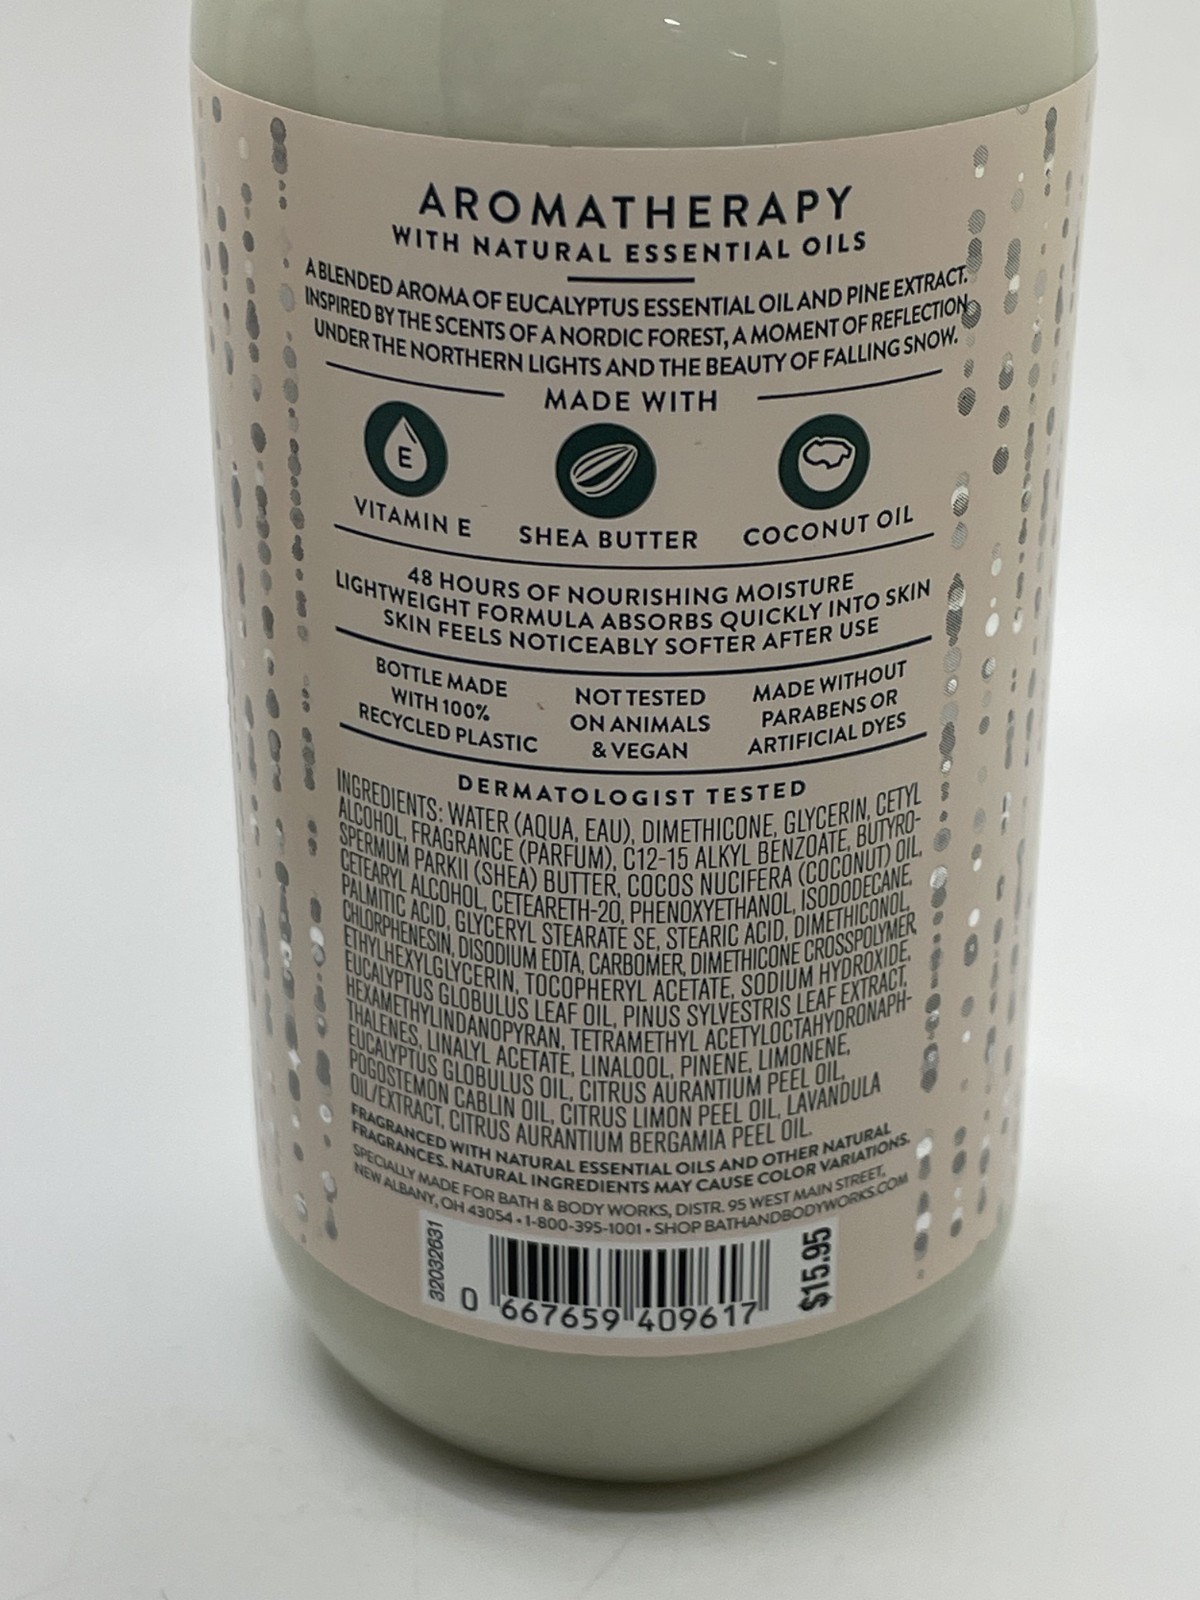 AROMATHERAPY
WITH NATURAL ESSENTIAL OILS
A BLENDED AROMA OF EUCALYPTUS ESSENTIAL OIL AND PINE EXTRACT.
INSPIRED BY THE SCENTS OF A NORDIC FOREST, A MOMENT OF REFLECTION
UNDER THE NORTHERN LIGHTS AND THE BEAUTY OF FALLING SNOW.
MADE WITH
E
VITAMIN E
SHEA BUTTER
COCONUT OIL
48 HOURS OF NOURISHING MOISTURE
LIGHTWEIGHT FORMULA ABSORBS QUICKLY INTO SKIN
SKIN FEELS NOTICEABLY SOFTER AFTER USE
BOTTLE MADE
WITH 100%
RECYCLED PLASTIC
NOT TESTED
ON ANIMALS
& VEGAN
MADE WITHOUT
PARABENS OR
ARTIFICIAL DYES
DERMATOLOGIST TESTED
INGREDIENTS: WATER (AQUA, EAU), DIMETHICONE, GLYCERIN, CETYL
ALCOHOL, FRAGRANCE (PARFUM), C12-15 ALKYL BENZOATE, BUTYRO-
SPERMUM PARKII (SHEA) BUTTER, COCOS NUCIFERA (COCONUT) OIL,
CETEARYL ALCOHOL, CETEARETH-20, PHENOXYETHANOL, ISODODECANE,
PALMITIC ACID, GLYCERYL STEARATE SE, STEARIC ACID, DIMETHICONOL,
CHLORPHENESIN, DISODIUM EDTA, CARBOMER, DIMETHICONE CROSSPOLYMER,
ETHYLHEXYLGLYCERIN, TOCOPHERYL ACETATE, SODIUM HYDROXIDE,
EUCALYPTUS GLOBULUS LEAF OIL, PINUS SYLVESTRIS LEAF EXTRACT,
HEXAMETHYLINDANOPYRAN, TETRAMETHYL ACETYLOCTAHYDRONAPH-
THALENES, LINALYL ACETATE, LINALOOL, PINENE, LIMONENE,
EUCALYPTUS GLOBULUS OIL, CITRUS AURANTIUM PEEL OIL,
POGOSTEMON CABLIN OIL, CITRUS LIMON PEEL OIL, LAVANDULA
OIL/EXTRACT, CITRUS AURANTIUM BERGAMIA PEEL OIL.
FRAGRANCED WITH NATURAL ESSENTIAL OILS AND OTHER NATURAL
FRAGRANCES. NATURAL INGREDIENTS MAY CAUSE COLOR VARIATIONS.
SPECIALLY MADE FOR BATH & BODY WORKS, DISTR. 95 WEST MAIN STREET,
NEW ALBANY, OH 43054 • 1-800-395-1001 • SHOP BATHANDBODYWORKS.COM
32032631
0 667659 409617
$15.95